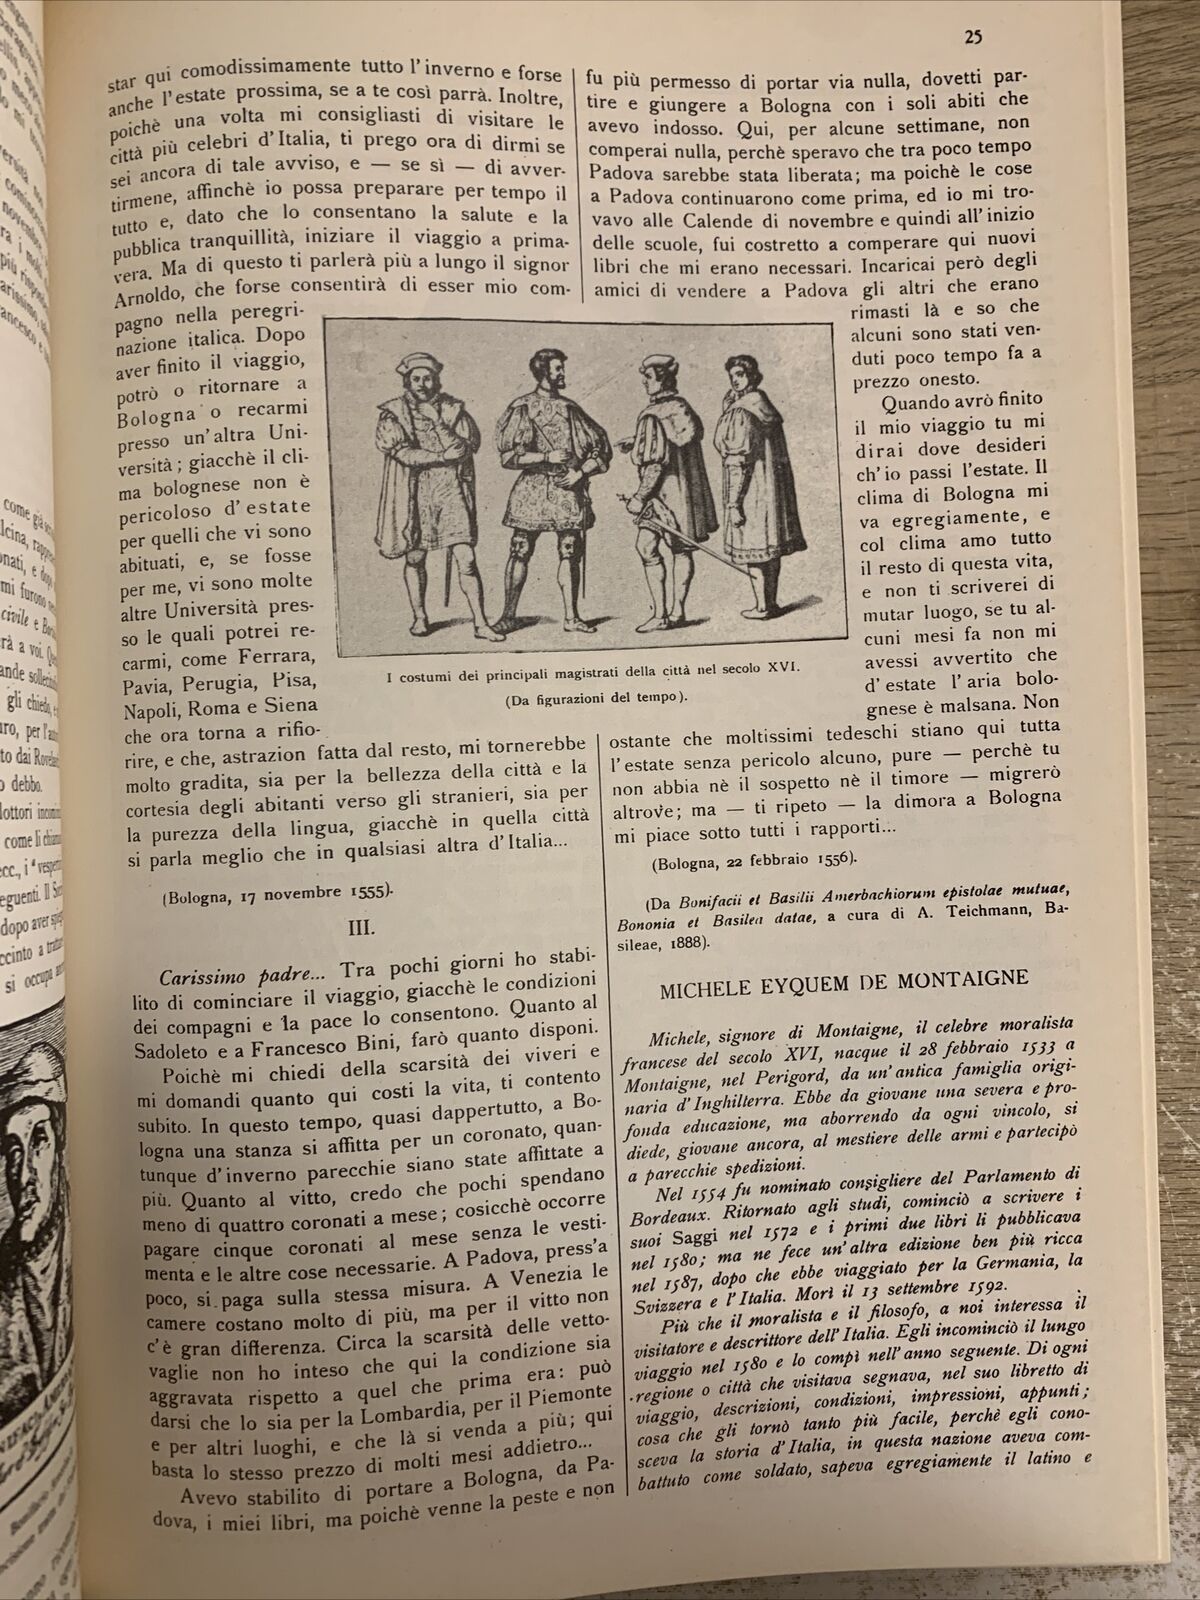 25
star qui comodissimamente tutto l'inverno e forse
anche l'estate prossima, se a te così parrà. Inoltre,
poichè una volta mi consigliasti di visitare le
città più celebri d'Italia, ti prego ora di dirmi se
sei ancora di tale avviso, e — se sì — di avver-
tirmene, affinchè io possa preparare per tempo il
tutto e, dato che lo consentano la salute e la
pubblica tranquillità, iniziare il viaggio a prima-
vera. Ma di questo ti parlerà più a lungo il signor
Arnoldo, che forse consentirà di esser mio com-
pagno nella peregri-
nazione italica. Dopo
aver finito il viaggio,
potrò o ritornare a
Bologna o recarmi
presso un'altra Uni-
versità; giacchè il cli-
ma bolognese non è
pericoloso d'estate
per quelli che vi sono
abituati, e, se fosse
per me, vi sono molte
altre Università pres-
so le quali potrei re-
carmi, come Ferrara,
Pavia, Perugia, Pisa,
Napoli, Roma e Siena
che ora torna a rifio-
rire, e che, astrazion fatta dal resto, mi tornerebbe
molto gradita, sia per la bellezza della città e la
cortesia degli abitanti verso gli stranieri, sia per
la purezza della lingua, giacchè in quella città
si parla meglio che in qualsiasi altra d'Italia...
(Bologna, 17 novembre 1555).
III.
Carissimo padre... Tra pochi giorni ho stabi-
lito di cominciare il viaggio, giacchè le condizioni
dei compagni e la pace lo consentono. Quanto al
Sadoleto e a Francesco Bini, farò quanto disponi.
Poichè mi chiedi della scarsità dei viveri e
mi domandi quanto qui costi la vita, ti contento
subito. In questo tempo, quasi dappertutto, a Bo-
logna una stanza si affitta per un coronato, quan-
tunque d'inverno parecchie siano state affittate a
più. Quanto al vitto, credo che pochi spendano
meno di quattro coronati a mese; cosicchè occorre
pagare cinque coronati al mese senza le vesti-
menta e le altre cose necessarie. A Padova, press'a
poco, si paga sulla stessa misura. A Venezia le
camere costano molto di più, ma per il vitto non
c'è gran differenza. Circa la scarsità delle vetto-
vaglie non ho inteso che qui la condizione sia
aggravata rispetto a quel che prima era: può
darsi che lo sia per la Lombardia, per il Piemonte
e per altri luoghi, e che là si venda a più; qui
basta lo stesso prezzo di molti mesi addietro...
Avevo stabilito di portare a Bologna, da Pa-
dova, i miei libri, ma poichè venne la peste e non
fu più permesso di portar via nulla, dovetti par-
tire e giungere a Bologna con i soli abiti che
avevo indosso. Qui, per alcune settimane, non
comperai nulla, perchè speravo che tra poco tempo
Padova sarebbe stata liberata; ma poichè le cose
a Padova continuarono come prima, ed io mi tro-
vavo alle Calende di novembre e quindi all'inizio
delle scuole, fui costretto a comperare qui nuovi
libri che mi erano necessari. Incaricai però degli
amici di vendere a Padova gli altri che erano
rimasti là e so che
alcuni sono stati ven-
duti poco tempo fa a
prezzo onesto.
Quando avrò finito
il mio viaggio tu mi
dirai dove desideri
ch'io passi l'estate. Il
clima di Bologna mi
va egregiamente, e
col clima amo tutto
il resto di questa vita,
e non ti scriverei di
mutar luogo, se tu al-
cuni mesi fa non mi
avessi avvertito che
d'estate l'aria bolo-
gnese è malsana. Non
ostante che moltissimi tedeschi stiano qui tutta
l'estate senza pericolo alcuno, pure — perchè tu
non abbia nè il sospetto nè il timore — migrerò
altrove; ma — ti ripeto — la dimora a Bologna
mi piace sotto tutti i rapporti...
(Bologna, 22 febbraio 1556).
(Da Bonifacii et Basilii Amerbachiorum epistolae mutuae,
Bononia et Basilea datae, a cura di A. Teichmann, Ba-
sileae, 1888).
MICHELE EYQUEM DE MONTAIGNE
Michele, signore di Montaigne, il celebre moralista
francese del secolo XVI, nacque il 28 febbraio 1533 a
Montaigne, nel Perigord, da un'antica famiglia origi-
naria d'Inghilterra. Ebbe da giovane una severa e pro-
fonda educazione, ma aborrendo da ogni vincolo, si
diede, giovane ancora, al mestiere delle armi e partecipò
a parecchie spedizioni.
Nel 1554 fu nominato consigliere del Parlamento di
Bordeaux. Ritornato agli studi, cominciò a scrivere i
suoi Saggi nel 1572 e i primi due libri li pubblicava
nel 1580; ma ne fece un'altra edizione ben più ricca
nel 1587, dopo che ebbe viaggiato per la Germania, la
Svizzera e l'Italia. Morì il 13 settembre 1592.
Più che il moralista e il filosofo, a noi interessa il
visitatore e descrittore dell'Italia. Egli incominciò il lungo
viaggio nel 1580 e lo compì nell'anno seguente. Di ogni
regione o città che visitava segnava, nel suo libretto di
viaggio, descrizioni, condizioni, impressioni, appunti;
cosa che gli tornò tanto più facile, perchè egli cono-
sceva la storia d'Italia, in questa nazione aveva com-
battuto come soldato, sapeva egregiamente il latino e
I costumi dei principali magistrati della città nel secolo XVI.
(Da figurazioni del tempo).